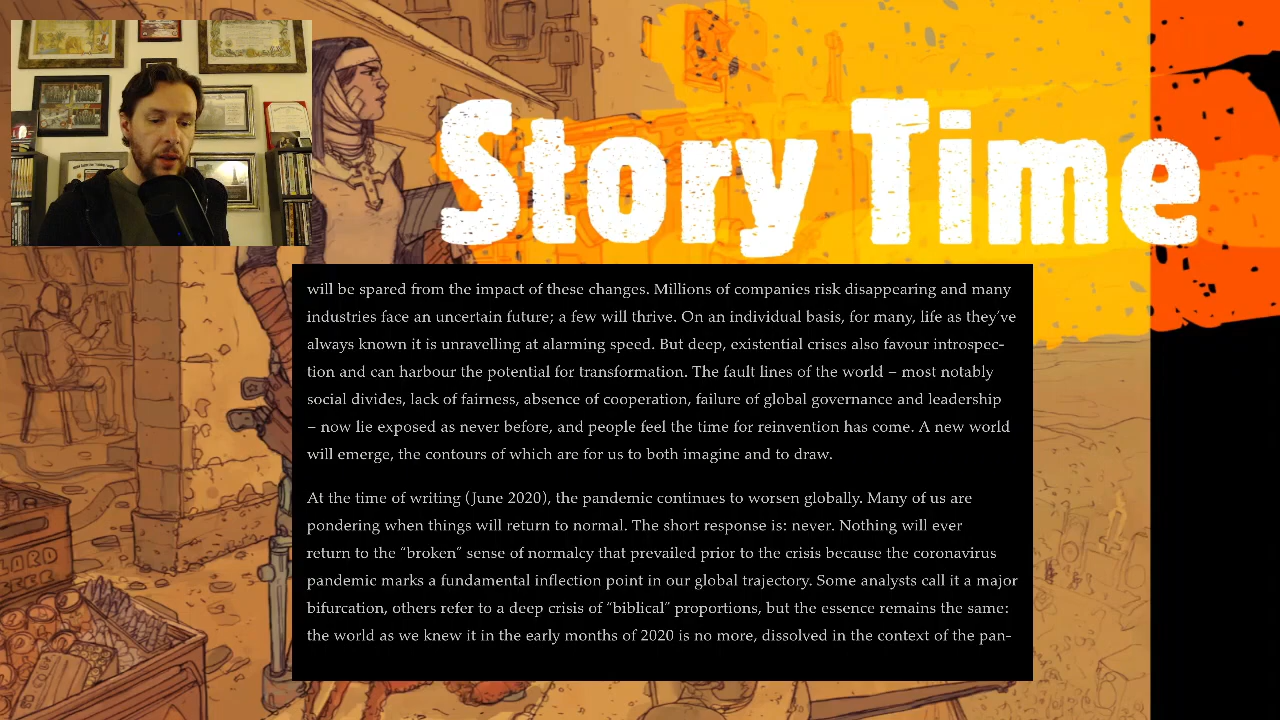 Story Time
will be spared from the impact of these changes. Millions of companies risk disappearing and many
industries face an uncertain future; a few will thrive. On an individual basis, for many, life as they've
always known it is unravelling at alarming speed. But deep, existential crises also favour introspec-
tion and can harbour the potential for transformation. The fault lines of the world – most notably
social divides, lack of fairness, absence of cooperation, failure of global governance and leadership
– now lie exposed as never before, and people feel the time for reinvention has come. A new world
will emerge, the contours of which are for us to both imagine and to draw.
At the time of writing (June 2020), the pandemic continues to worsen globally. Many of us are
pondering when things will return to normal. The short response is: never. Nothing will ever
return to the “broken” sense of normalcy that prevailed prior to the crisis because the coronavirus
pandemic marks a fundamental inflection point in our global trajectory. Some analysts call it a major
bifurcation, others refer to a deep crisis of “biblical” proportions, but the essence remains the same:
the world as we knew it in the early months of 2020 is no more, dissolved in the context of the pan-